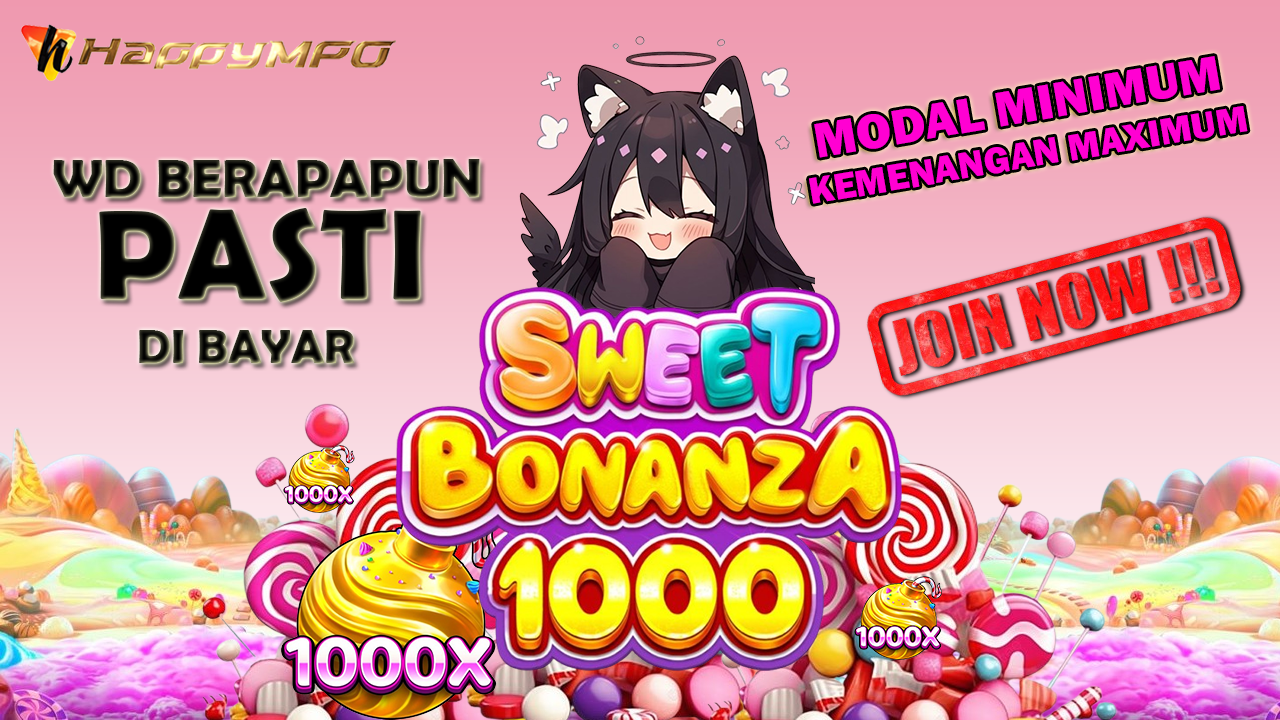 HappyMPO
WD BERAPAPUN
PASTI
DI BAYAR
MODAL MINIMUM
KEMENANGAN MAXIMUM
JOIN NOW !!!
SWEET
BONANZA
1000
1000X
1000X
1000X